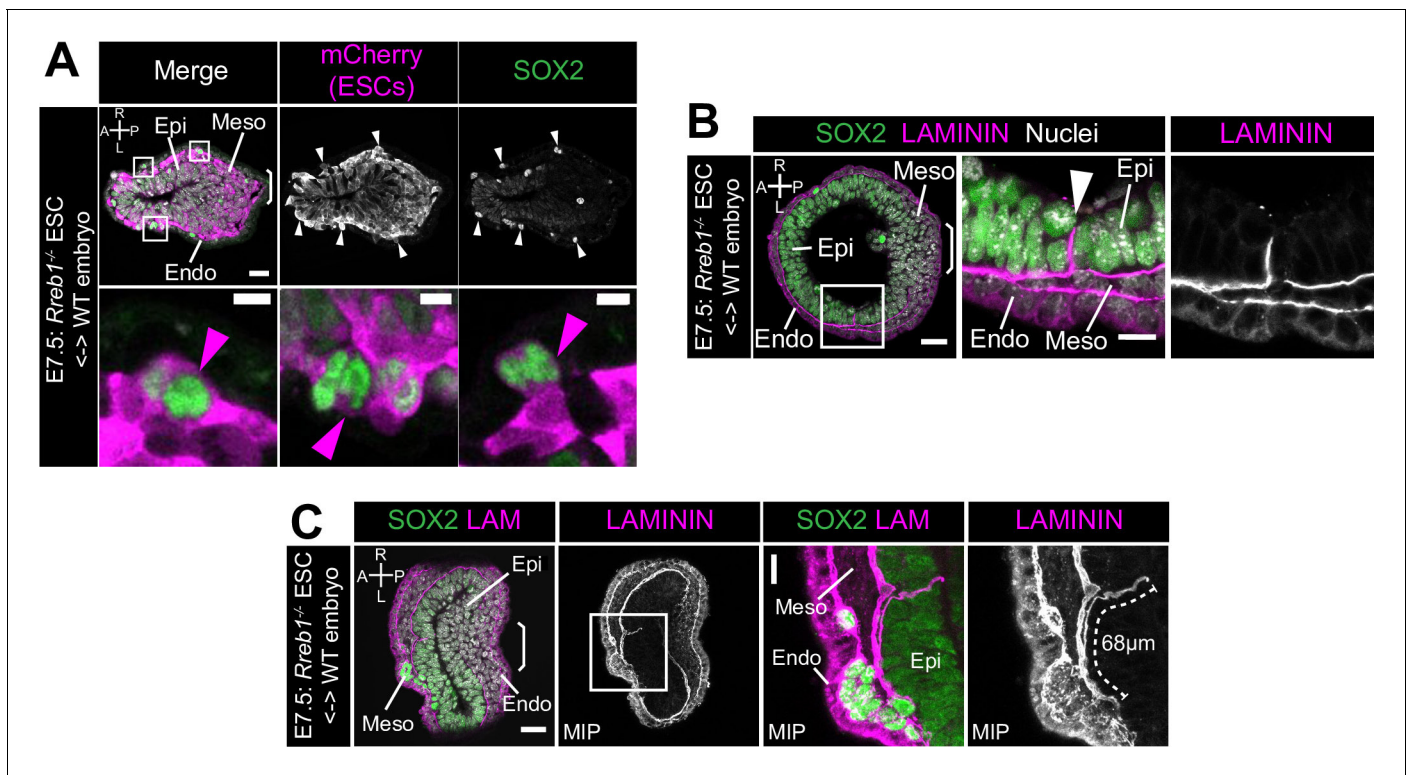 A
Merge
mCherry
(ESCs)
SOX2
E7.5: Rreb1-/- ESC
<-> WT embryo
R
A P
L
Epi
Meso
Endo
B
SOX2 LAMININ Nuclei
LAMININ
E7.5: Rreb1-/- ESC
<-> WT embryo
R
A P
L
Meso
Epi
Endo
Epi
Endo
Meso
C
SOX2 LAM
LAMININ
SOX2 LAM
LAMININ
E7.5: Rreb1-/- ESC
<-> WT embryo
R
A P
L
Epi
Meso
Endo
MIP
Meso
Endo
Epi
MIP
68µm
MIP